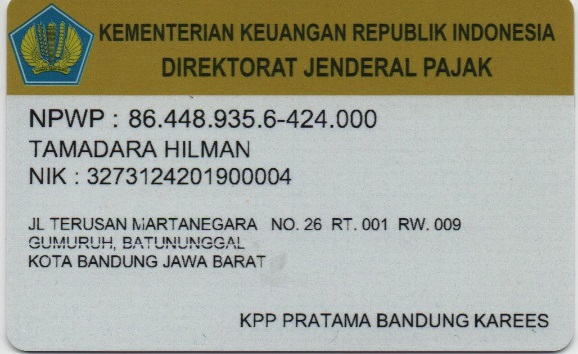 KEMENTERIAN KEUANGAN REPUBLIK INDONESIA
DIREKTORAT JENDERAL PAJAK
NPWP : 86.448.935.6-424.000
TAMADARA HILMAN
NIK : 3273124201900004
JL TERUSAN MARTANEGARA NO. 26 RT. 001 RW. 009
GUMURUH, BATUNUNGGAL
KOTA BANDUNG JAWA BARAT
KPP PRATAMA BANDUNG KAREES